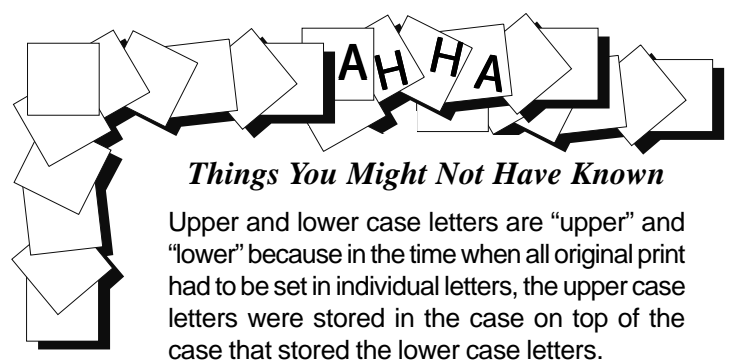 AH HA
Things You Might Not Have Known
Upper and lower case letters are “upper” and
“lower” because in the time when all original print
had to be set in individual letters, the upper case
letters were stored in the case on top of the
case that stored the lower case letters.